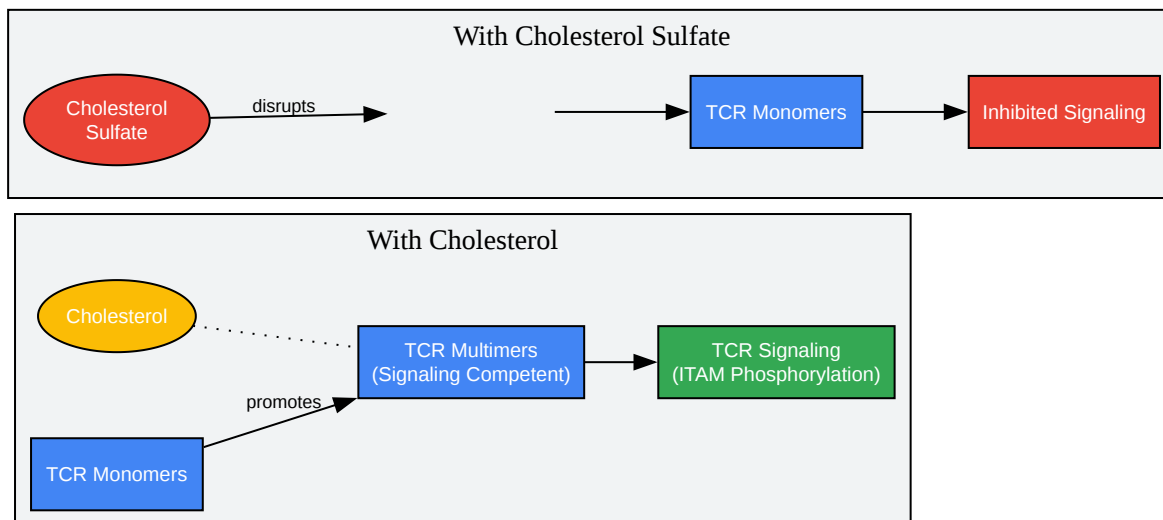 With Cholesterol Sulfate
Cholesterol
Sulfate
disrupts
TCR Monomers
Inhibited Signaling
With Cholesterol
Cholesterol
TCR Multimers
(Signaling Competent)
TCR Signaling
(ITAM Phosphorylation)
promotes
TCR Monomers